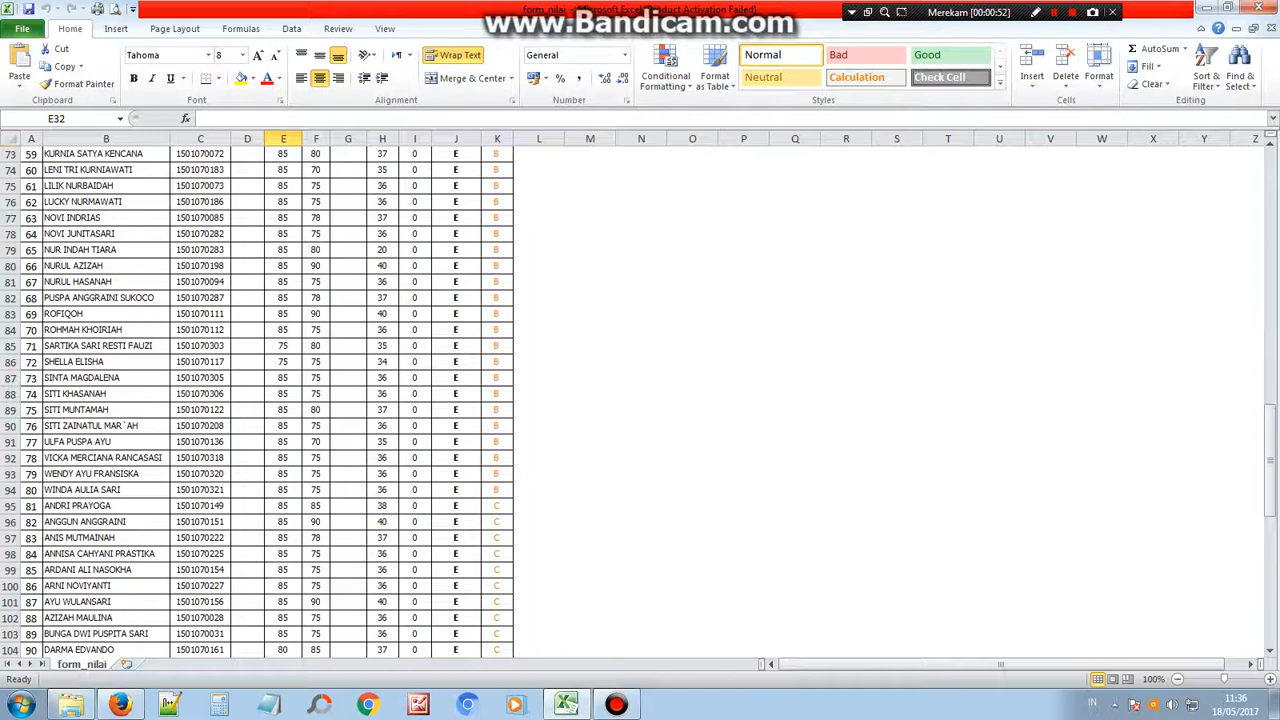 form_nilai - Microsoft Excel (Product Activation Failed)
www.Bandicam.com
Merekam [00:00:52]
File Home Insert Page Layout Formulas Data Review View
Paste Cut Copy Format Painter Clipboard
Tahoma 8 Font
Wrap Text Merge & Center Alignment
General Number
Conditional Formatting Format as Table Normal Bad Good Neutral Calculation Check Cell Styles
Insert Delete Format Cells
AutoSum Fill Clear Sort & Filter Find & Select Editing
E32 fx
A B C D E F G H I J K L M N O P Q R S T U V W X Y Z
73 59 KURNIA SATYA KENCANA 1501070072 85 80 37 0 E B
74 60 LENI TRI KURNIAWATI 1501070183 85 70 35 0 E B
75 61 LILIK NURBAIDAH 1501070073 85 75 36 0 E B
76 62 LUCKY NURMAWATI 1501070186 85 75 36 0 E B
77 63 NOVI INDRIAS 1501070085 85 78 37 0 E B
78 64 NOVI JUNITASARI 1501070282 85 75 36 0 E B
79 65 NUR INDAH TIARA 1501070283 85 80 20 0 E B
80 66 NURUL AZIZAH 1501070198 85 90 40 0 E B
81 67 NURUL HASANAH 1501070094 85 75 36 0 E B
82 68 PUSPA ANGGRAINI SUKOCO 1501070287 85 78 37 0 E B
83 69 ROFIQOH 1501070111 85 90 40 0 E B
84 70 ROHMAH KHOIRIAH 1501070112 85 75 36 0 E B
85 71 SARTIKA SARI RESTI FAUZI 1501070303 75 80 35 0 E B
86 72 SHELLA ELISHA 1501070117 75 75 34 0 E B
87 73 SINTA MAGDALENA 1501070305 85 75 36 0 E B
88 74 SITI KHASANAH 1501070306 85 75 36 0 E B
89 75 SITI MUNTAMAH 1501070122 85 80 37 0 E B
90 76 SITI ZAINATUL MAR`AH 1501070208 85 75 36 0 E B
91 77 ULFA PUSPA AYU 1501070136 85 70 35 0 E B
92 78 VICKA MERCIANA RANCASASI 1501070318 85 75 36 0 E B
93 79 WENDY AYU FRANSISKA 1501070320 85 75 36 0 E B
94 80 WINDA AULIA SARI 1501070321 85 75 36 0 E B
95 81 ANDRI PRAYOGA 1501070149 85 85 38 0 E C
96 82 ANGGUN ANGGRAINI 1501070151 85 90 40 0 E C
97 83 ANIS MUTMAINAH 1501070222 85 78 37 0 E C
98 84 ANNISA CAHYANI PRASTIKA 1501070225 85 75 36 0 E C
99 85 ARDANI ALI NASOKHA 1501070154 85 75 36 0 E C
100 86 ARNI NOVIYANTI 1501070227 85 75 36 0 E C
101 87 AYU WULANSARI 1501070156 85 90 40 0 E C
102 88 AZIZAH MAULINA 1501070028 85 75 36 0 E C
103 89 BUNGA DWI PUSPITA SARI 1501070031 85 75 36 0 E C
104 90 DARMA EDVANDO 1501070161 80 85 37 0 E C
form_nilai
Ready 100%
IN 11:36
18/05/2017